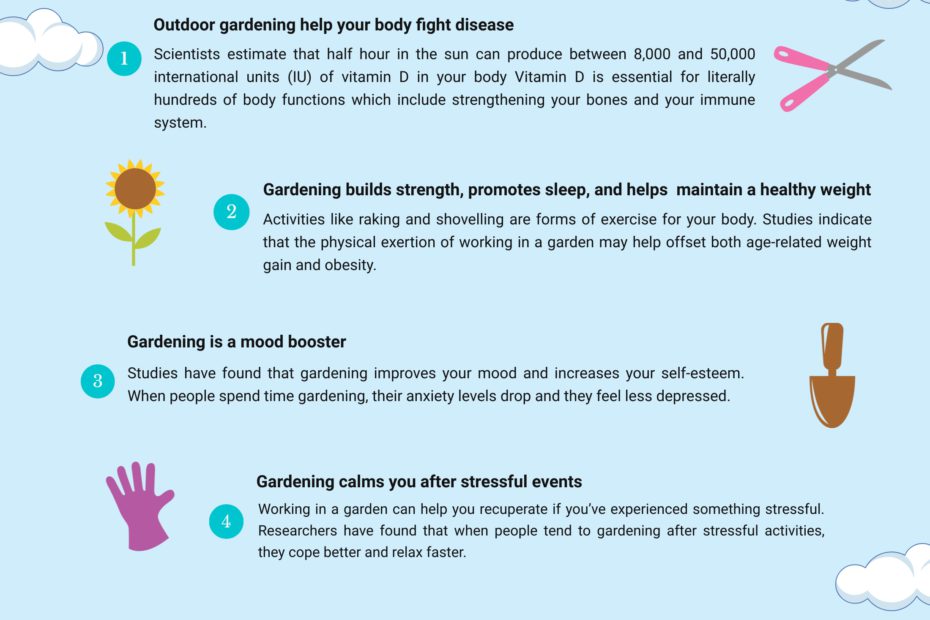 Outdoor gardening help your body fight disease
1
Scientists estimate that half hour in the sun can produce between 8,000 and 50,000
international units (IU) of vitamin D in your body Vitamin D is essential for literally
hundreds of body functions which include strengthening your bones and your immune
system.
Gardening builds strength, promotes sleep, and helps maintain a healthy weight
2
Activities like raking and shovelling are forms of exercise for your body. Studies indicate
that the physical exertion of working in a garden may help offset both age-related weight
gain and obesity.
Gardening is a mood booster
3
Studies have found that gardening improves your mood and increases your self-esteem.
When people spend time gardening, their anxiety levels drop and they feel less depressed.
Gardening calms you after stressful events
4
Working in a garden can help you recuperate if you’ve experienced something stressful.
Researchers have found that when people tend to gardening after stressful activities,
they cope better and relax faster.